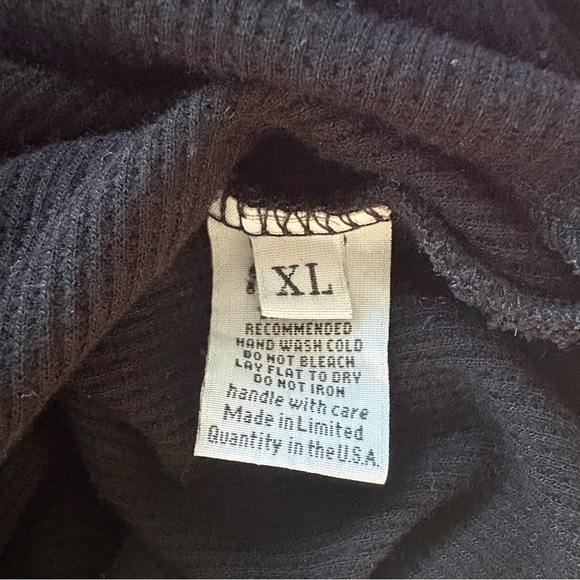 XL
RECOMMENDED
HAND WASH COLD
DO NOT BLEACH
LAY FLAT TO DRY
DO NOT IRON
handle with care
Made in Limited
Quantity in the U.S.A.